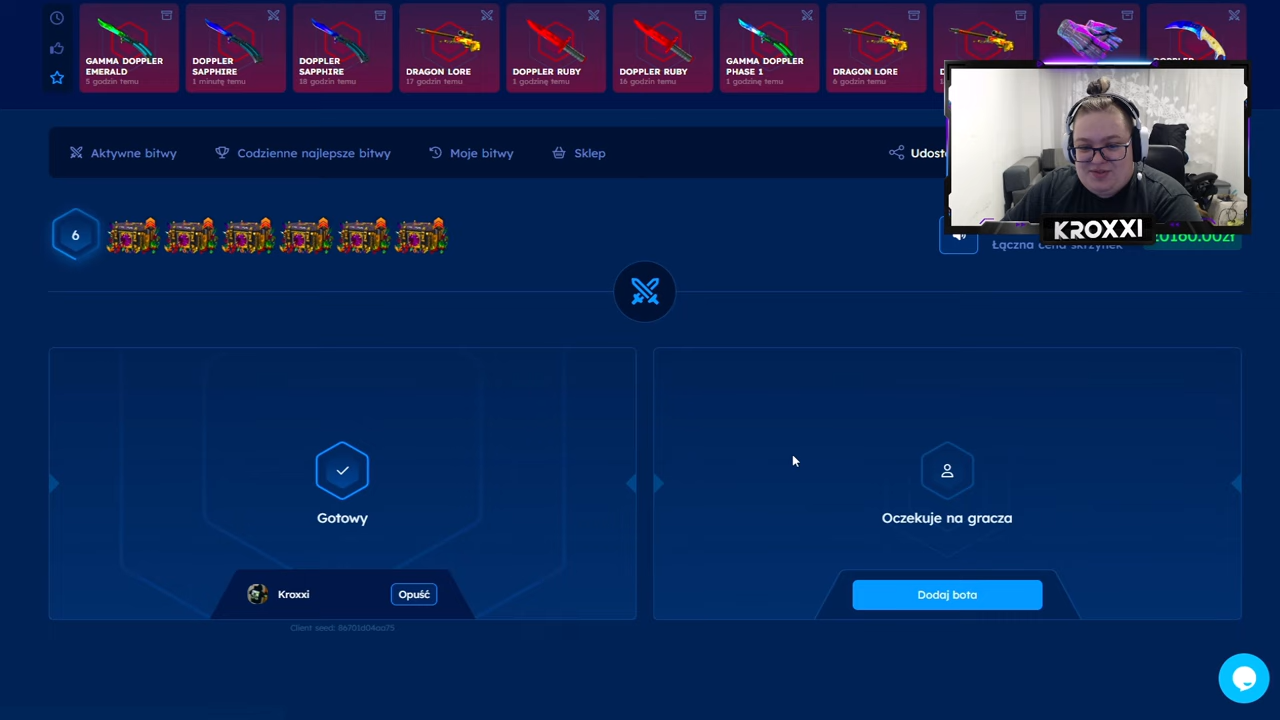 GAMMA DOPPLER
EMERALD
5 godzin temu
DOPPLER
SAPPHIRE
1 minutę temu
DOPPLER
SAPPHIRE
18 godzin temu
DRAGON LORE
17 godzin temu
DOPPLER RUBY
1 godzinę temu
DOPPLER RUBY
16 godzin temu
GAMMA DOPPLER
PHASE 1
1 godzinę temu
DRAGON LORE
6 godzin temu
Aktywne bitwy
Codzienne najlepsze bitwy
Moje bitwy
Sklep
KROXXI
6
Łączna cena skrzynek
Gotowy
Oczekuje na gracza
Kroxxi
Opuść
Dodaj bota
Client seed: 86701d04aa75